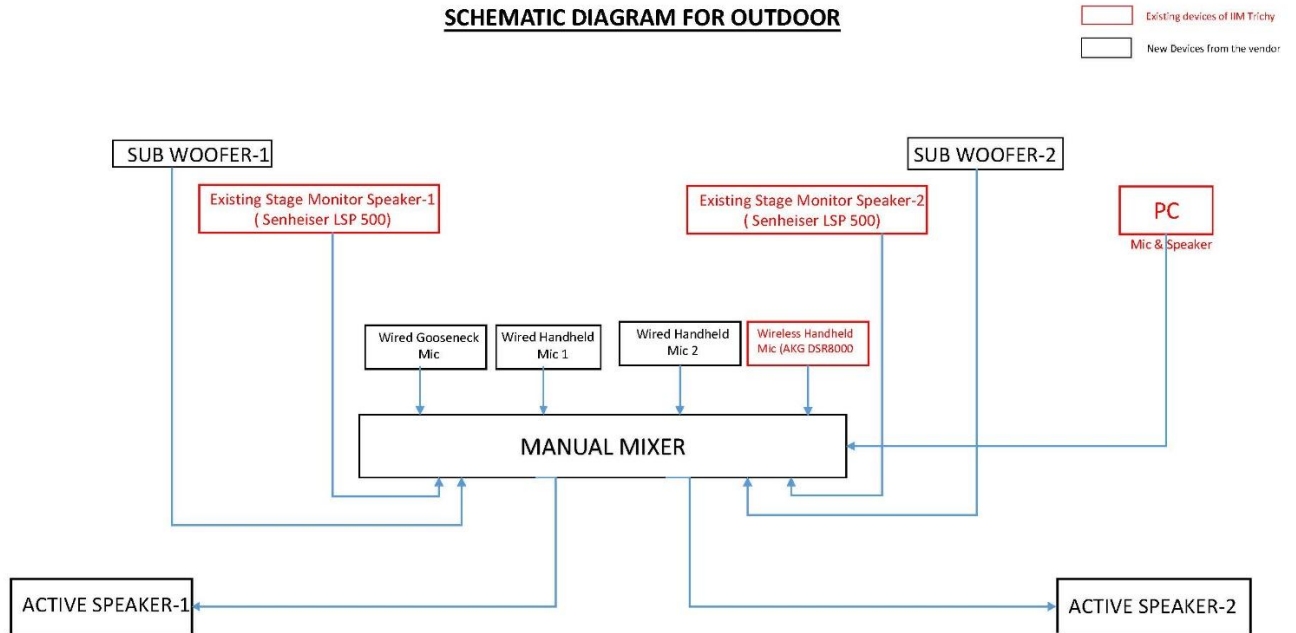 SCHEMATIC DIAGRAM FOR OUTDOOR
Existing devices of IIM Trichy
New Devices from the vendor
SUB WOOFER-1
SUB WOOFER-2
Existing Stage Monitor Speaker-1
( Senheiser LSP 500)
Existing Stage Monitor Speaker-2
( Senheiser LSP 500)
PC
Mic & Speaker
Wired Gooseneck
Mic
Wired Handheld
Mic 1
Wired Handheld
Mic 2
Wireless Handheld
Mic (AKG DSR8000
MANUAL MIXER
ACTIVE SPEAKER-1
ACTIVE SPEAKER-2